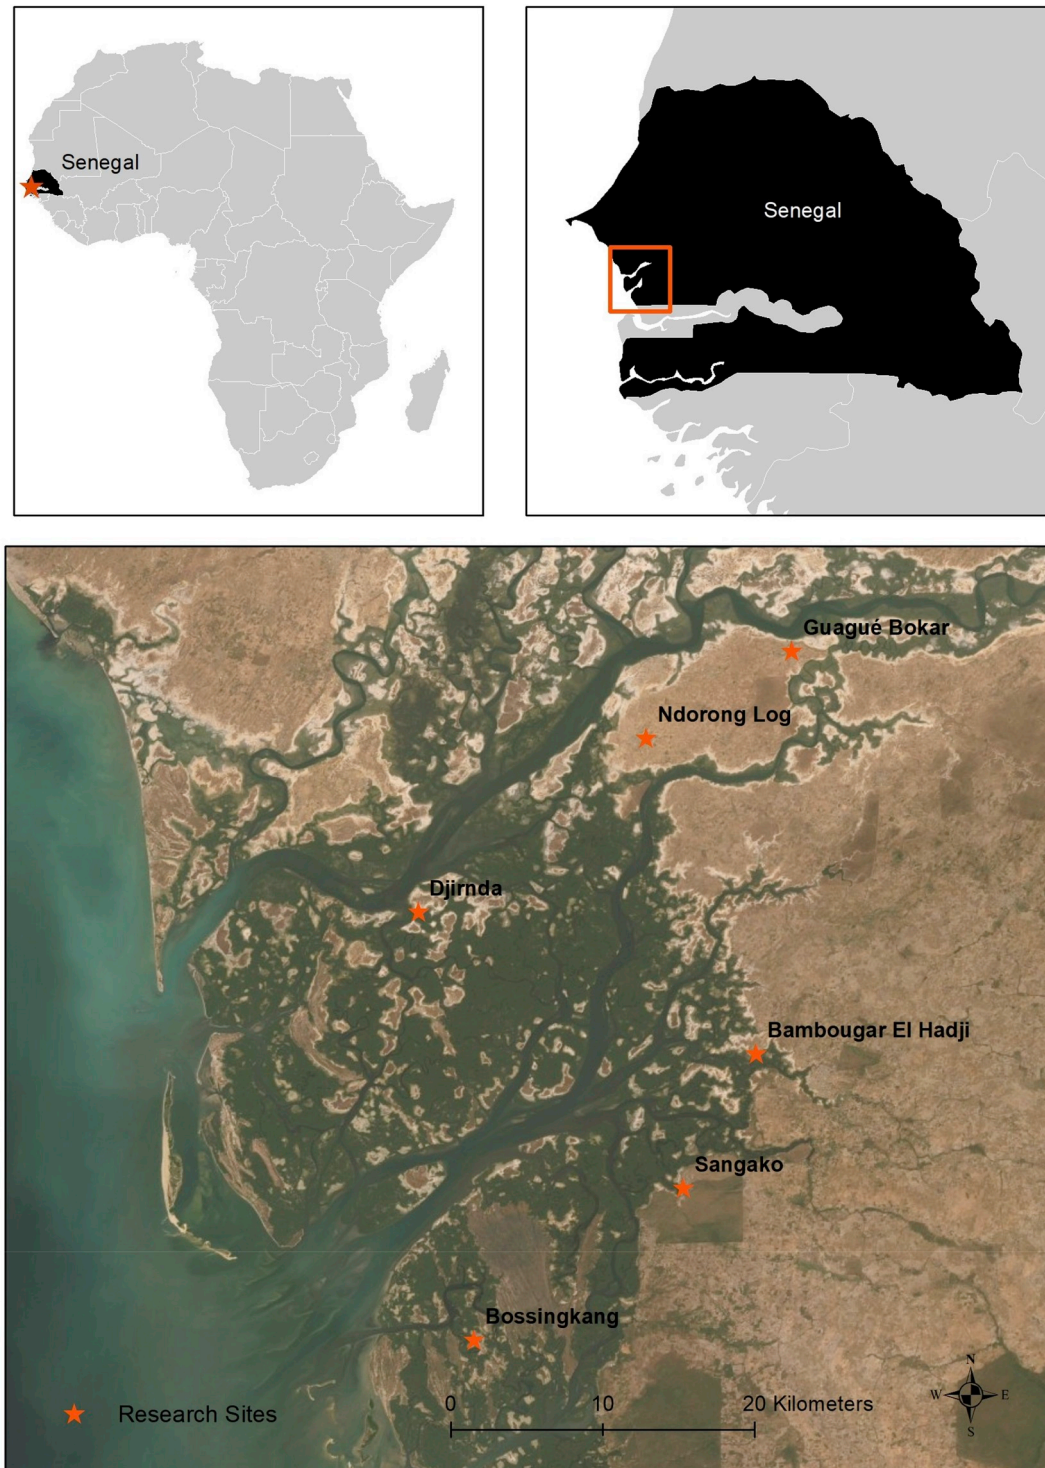 Senegal
Senegal
Guagué Bokar
Ndorong Log
Djirnda
Bambougar El Hadji
Sangako
Bossingkang
Research Sites
0 10 20 Kilometers
N
W E
S